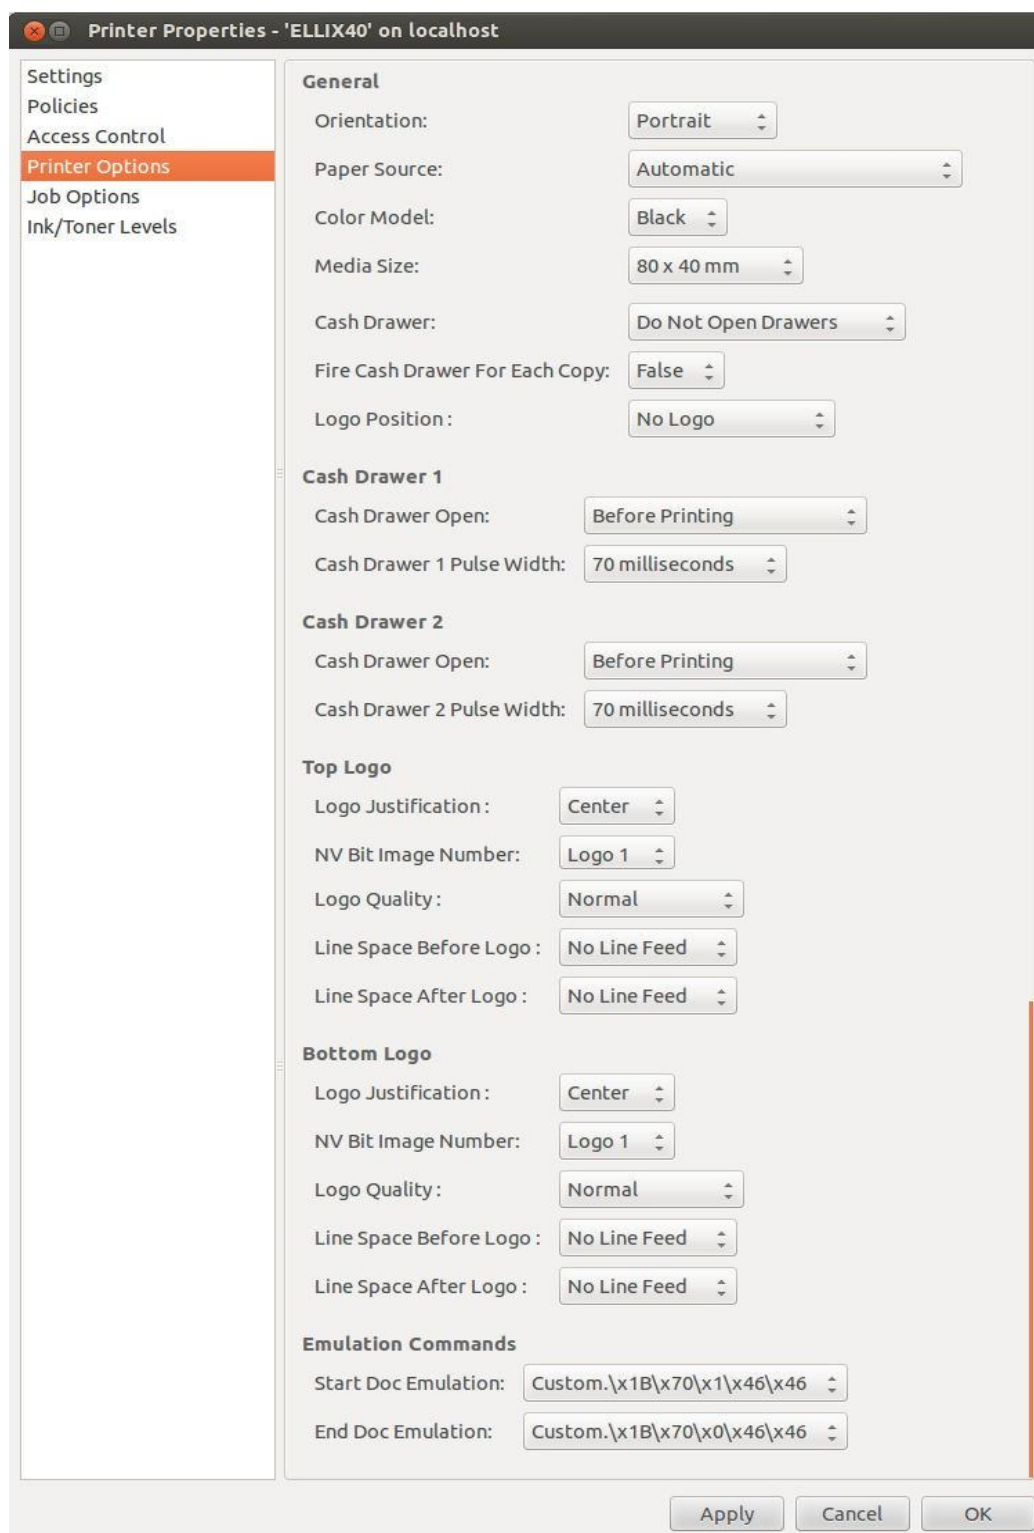 Printer Properties - 'ELLIX40' on localhost
Settings
Policies
Access Control
Printer Options
Job Options
Ink/Toner Levels
General
Orientation: Portrait
Paper Source: Automatic
Color Model: Black
Media Size: 80 x 40 mm
Cash Drawer: Do Not Open Drawers
Fire Cash Drawer For Each Copy: False
Logo Position : No Logo
Cash Drawer 1
Cash Drawer Open: Before Printing
Cash Drawer 1 Pulse Width: 70 milliseconds
Cash Drawer 2
Cash Drawer Open: Before Printing
Cash Drawer 2 Pulse Width: 70 milliseconds
Top Logo
Logo Justification : Center
NV Bit Image Number: Logo 1
Logo Quality : Normal
Line Space Before Logo : No Line Feed
Line Space After Logo : No Line Feed
Bottom Logo
Logo Justification : Center
NV Bit Image Number: Logo 1
Logo Quality : Normal
Line Space Before Logo : No Line Feed
Line Space After Logo : No Line Feed
Emulation Commands
Start Doc Emulation: Custom.\x1B\x70\x1\x46\x46
End Doc Emulation: Custom.\x1B\x70\x0\x46\x46
Apply Cancel OK